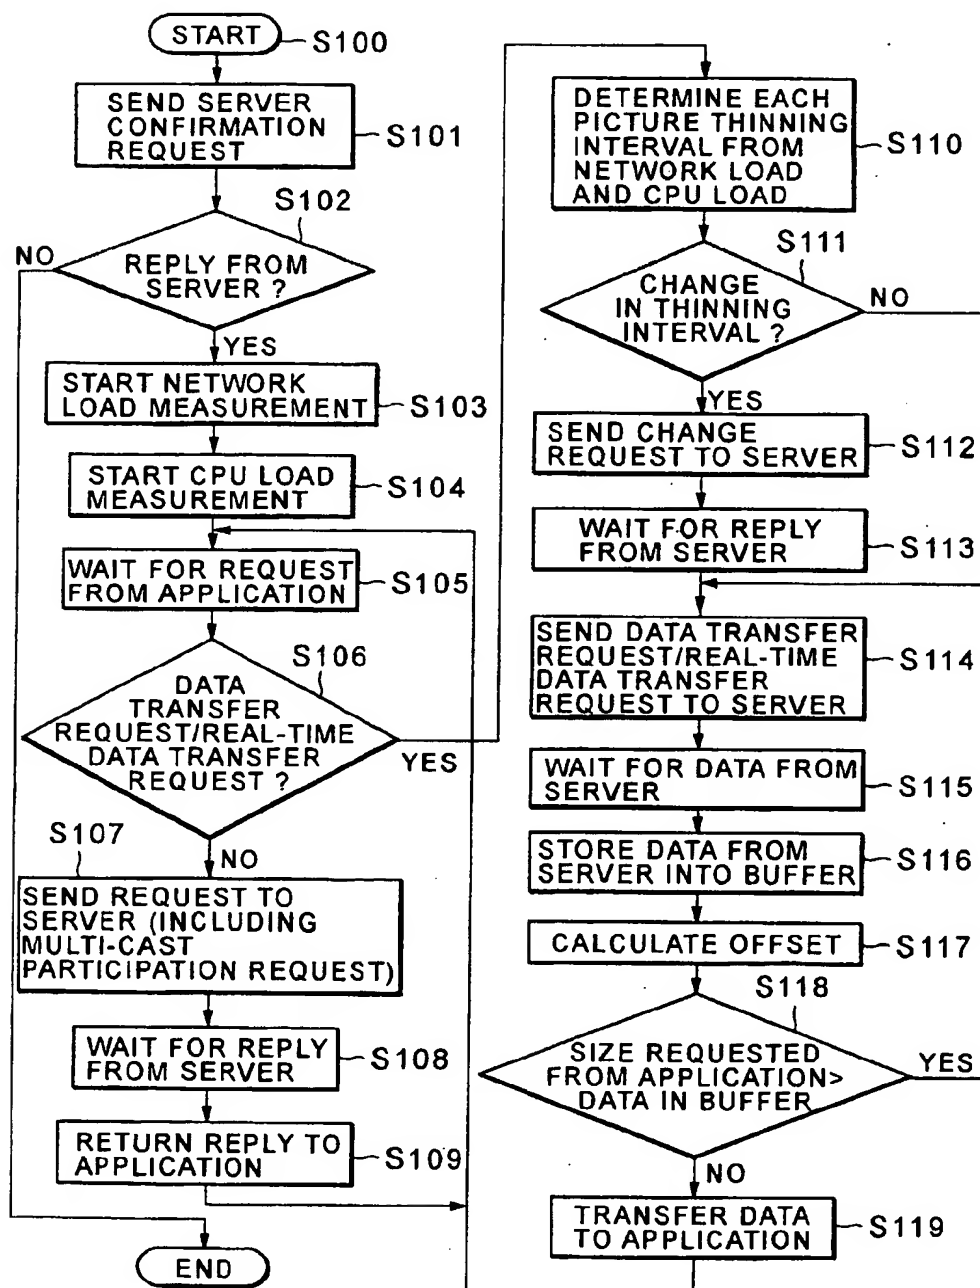 START
S100
SEND SERVER
CONFIRMATION
REQUEST
S101
S102
NO
REPLY FROM
SERVER ?
YES
START NETWORK
LOAD MEASUREMENT
S103
START CPU LOAD
MEASUREMENT
S104
WAIT FOR REQUEST
FROM APPLICATION
S105
S106
DATA
TRANSFER
REQUEST/REAL-TIME
DATA TRANSFER
REQUEST ?
YES
S107
NO
SEND REQUEST TO
SERVER (INCLUDING
MULTI-CAST
PARTICIPATION REQUEST)
WAIT FOR REPLY
FROM SERVER
S108
RETURN REPLY TO
APPLICATION
S109
END
DETERMINE EACH
PICTURE THINNING
INTERVAL FROM
NETWORK LOAD
AND CPU LOAD
S110
S111
CHANGE
IN THINNING
INTERVAL ?
NO
YES
SEND CHANGE
REQUEST TO SERVER
S112
WAIT FOR REPLY
FROM SERVER
S113
SEND DATA TRANSFER
REQUEST/REAL-TIME
DATA TRANSFER
REQUEST TO SERVER
S114
WAIT FOR DATA FROM
SERVER
S115
STORE DATA FROM
SERVER INTO BUFFER
S116
CALCULATE OFFSET
S117
S118
SIZE REQUESTED
FROM APPLICATION>
DATA IN BUFFER
YES
NO
TRANSFER DATA
TO APPLICATION
S119